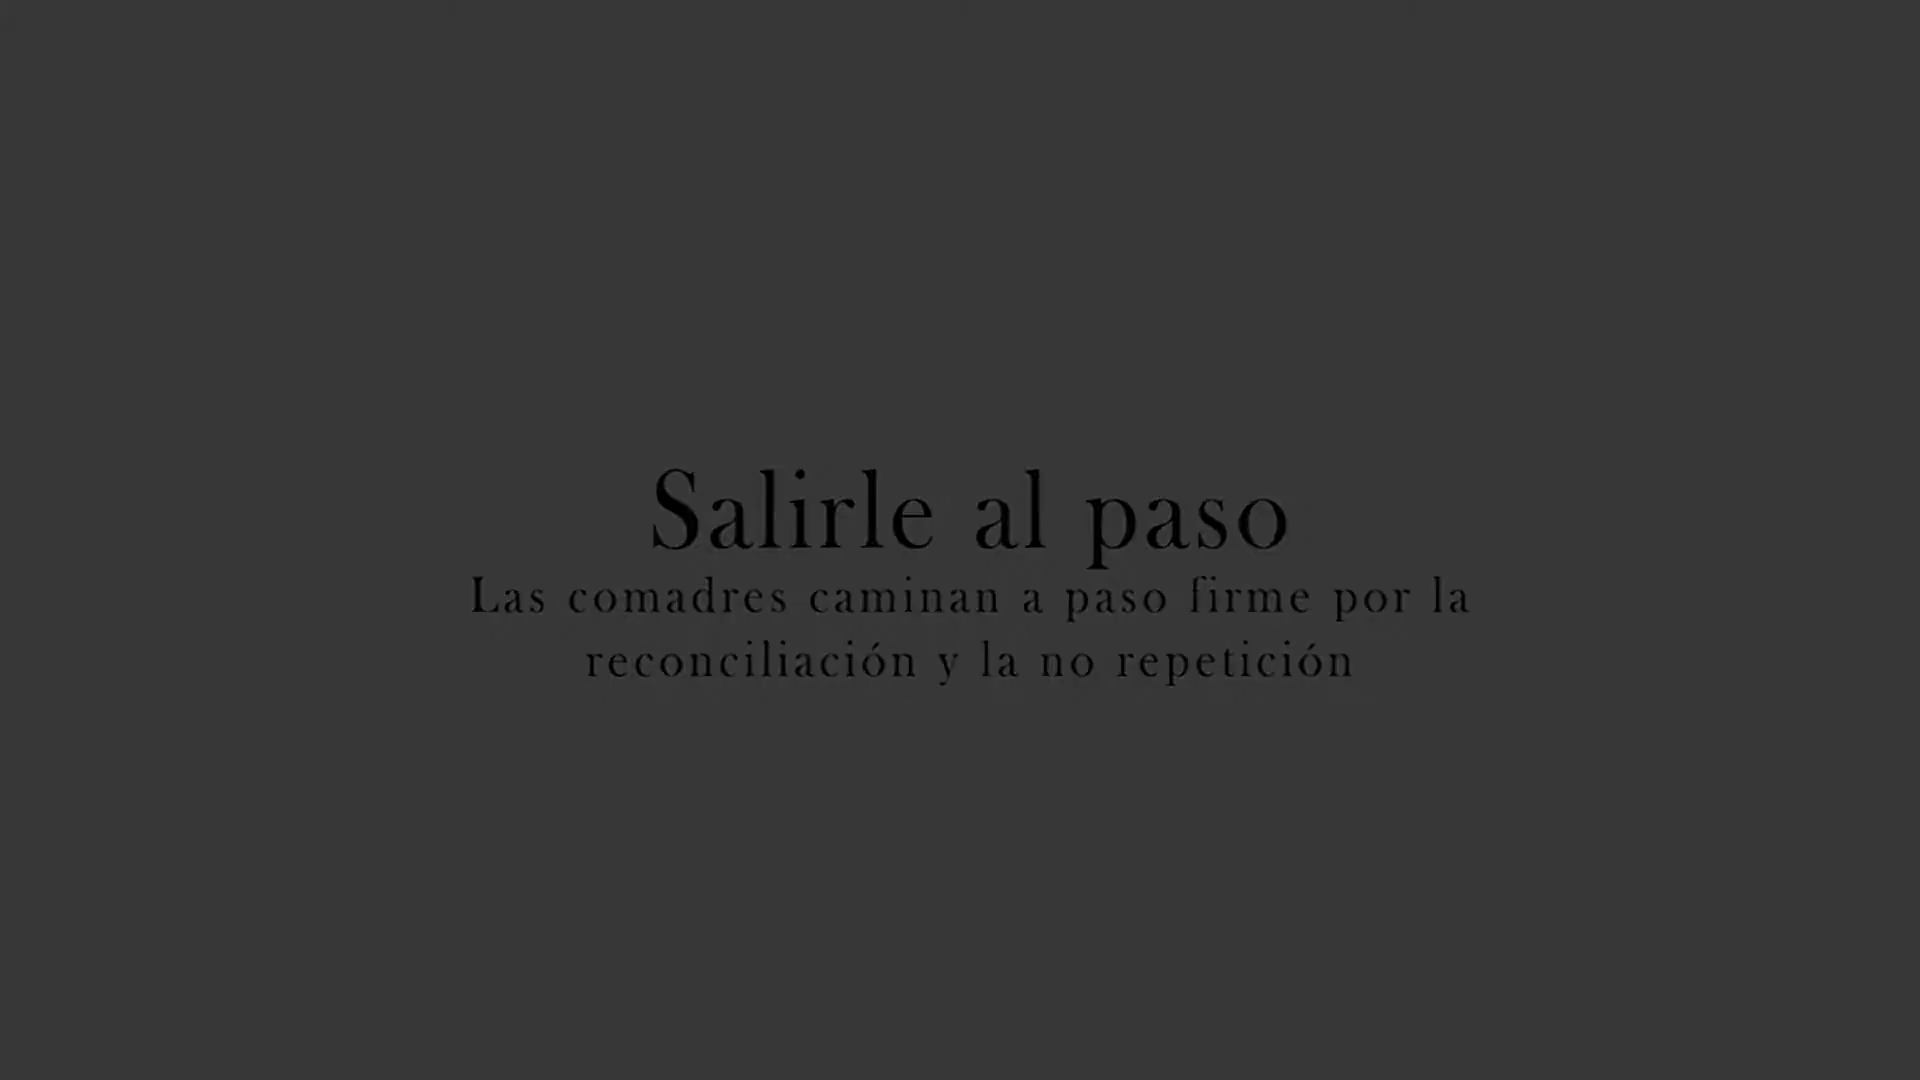 Salirle al paso
Las comadres caminan a paso firme por la
reconciliación y la no repetición